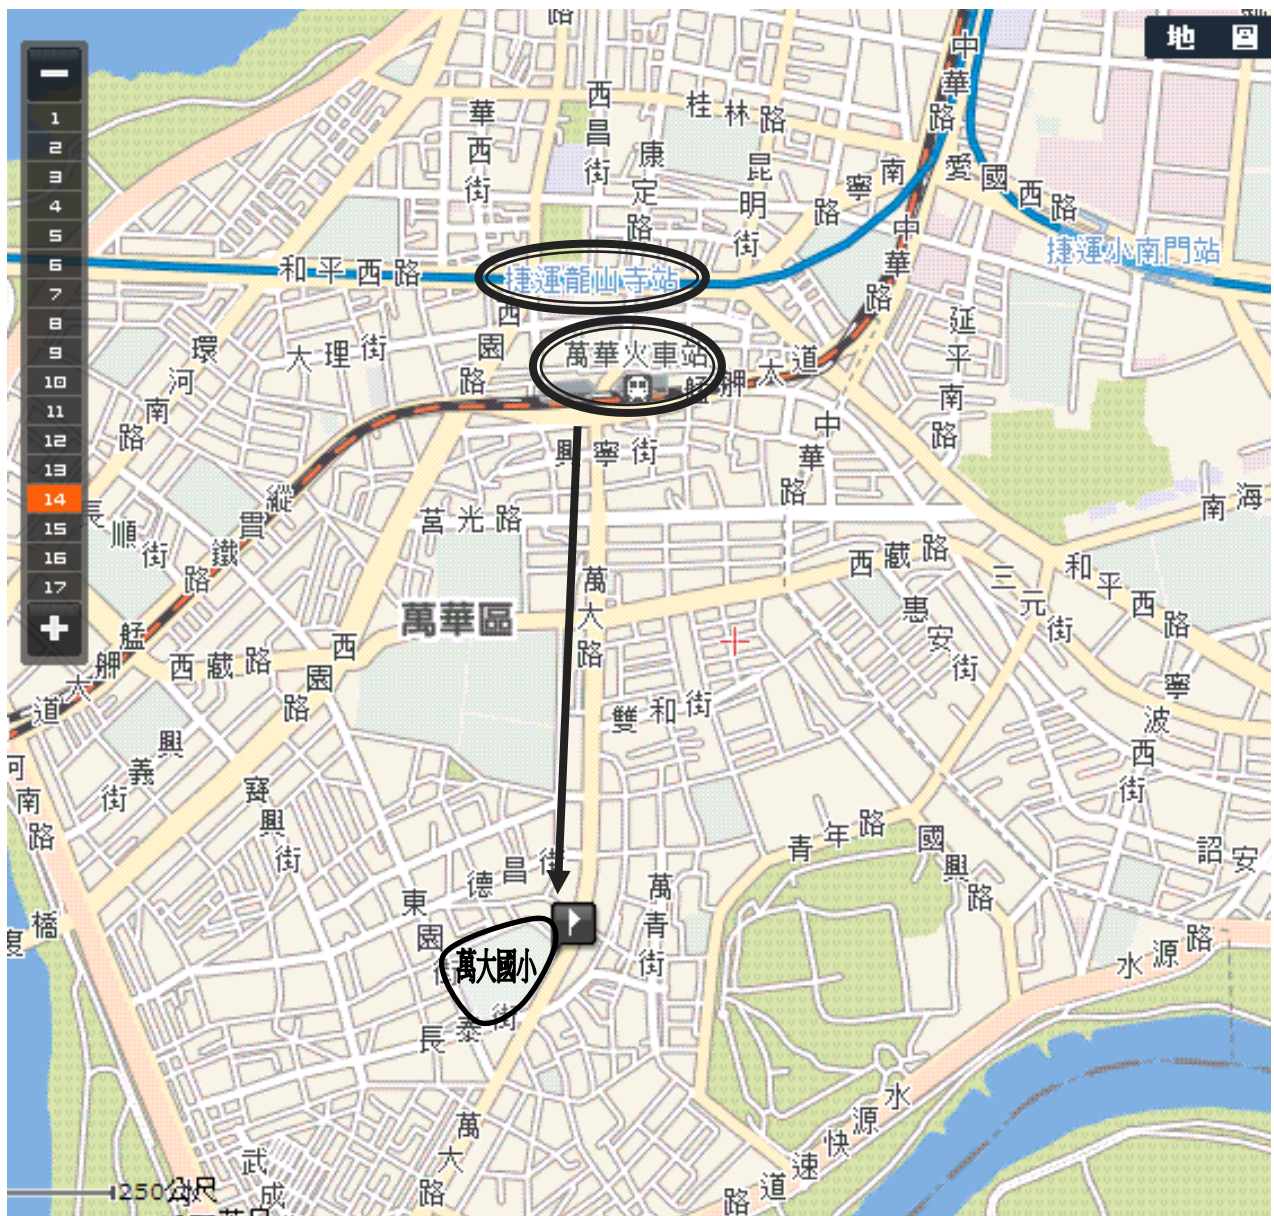 地 圖
1
2
3
4
5
6
7
8
9
10
11
12
13
14
15
16
17
路
中華路
西昌街
桂林路
華西街
康定路
昆明街
南寧路
愛國西路
中華路
捷運小南門站
和平西路
捷運龍山寺站
西園路
萬華火車站
艋舺大道
延平南路
環河南路
大理街
興寧街
中華路
莒光路
南海
長順街
縱貫鐵路
西藏路
萬大路
三元街
和平西路
惠安街
萬華區
艋舺大道
西藏路
西園路
雙和街
寧波西街
興義街
河南路
寶興街
青年路
國興路
詔安
德昌街
東園街
萬青街
橋
水源路
萬大國小
長泰街
萬大路
水源快速道路
武成
250公尺